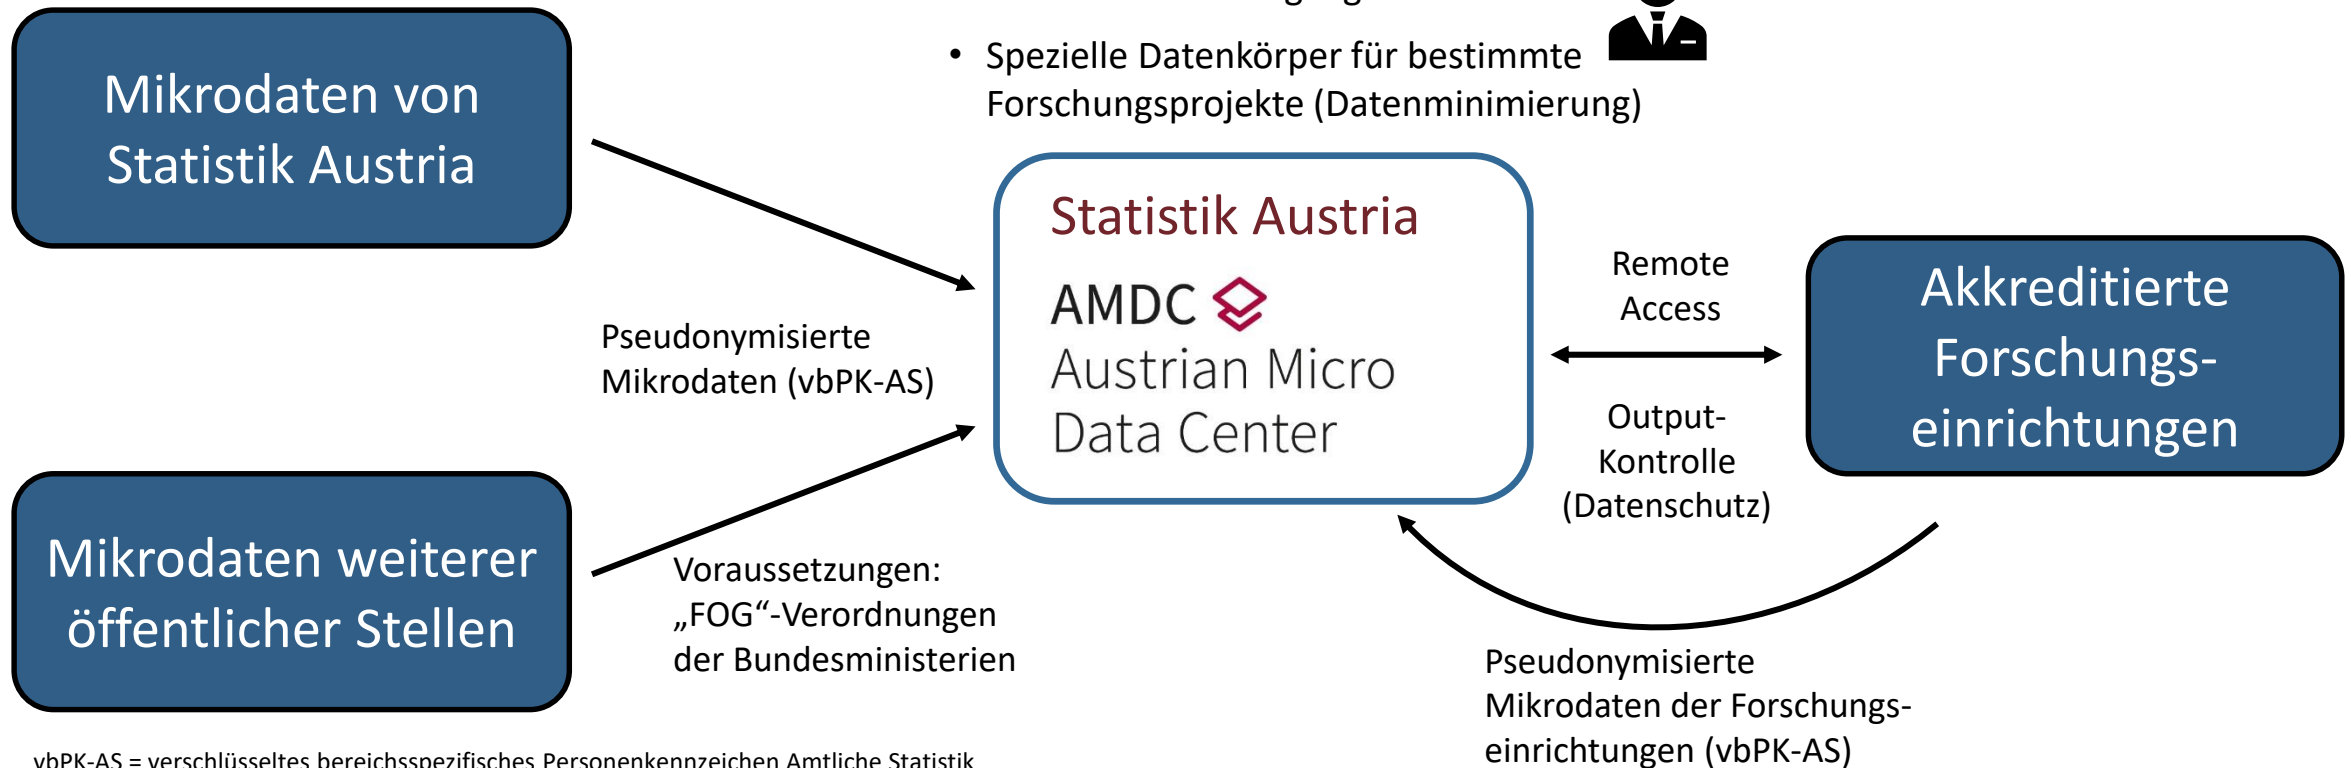 • Spezielle Datenkörper für bestimmte
Forschungsprojekte (Datenminimierung)
Mikrodaten von
Statistik Austria
Statistik Austria
AMDC
Austrian Micro
Data Center
Remote
Access
Output-
Kontrolle
(Datenschutz)
Akkreditierte
Forschungs-
einrichtungen
Pseudonymisierte
Mikrodaten (vbPK-AS)
Mikrodaten weiterer
öffentlicher Stellen
Voraussetzungen:
„FOG“-Verordnungen
der Bundesministerien
Pseudonymisierte
Mikrodaten der Forschungs-
einrichtungen (vbPK-AS)
vbPK-AS = verschlüsseltes bereichsspezifisches Personenkennzeichen Amtliche Statistik